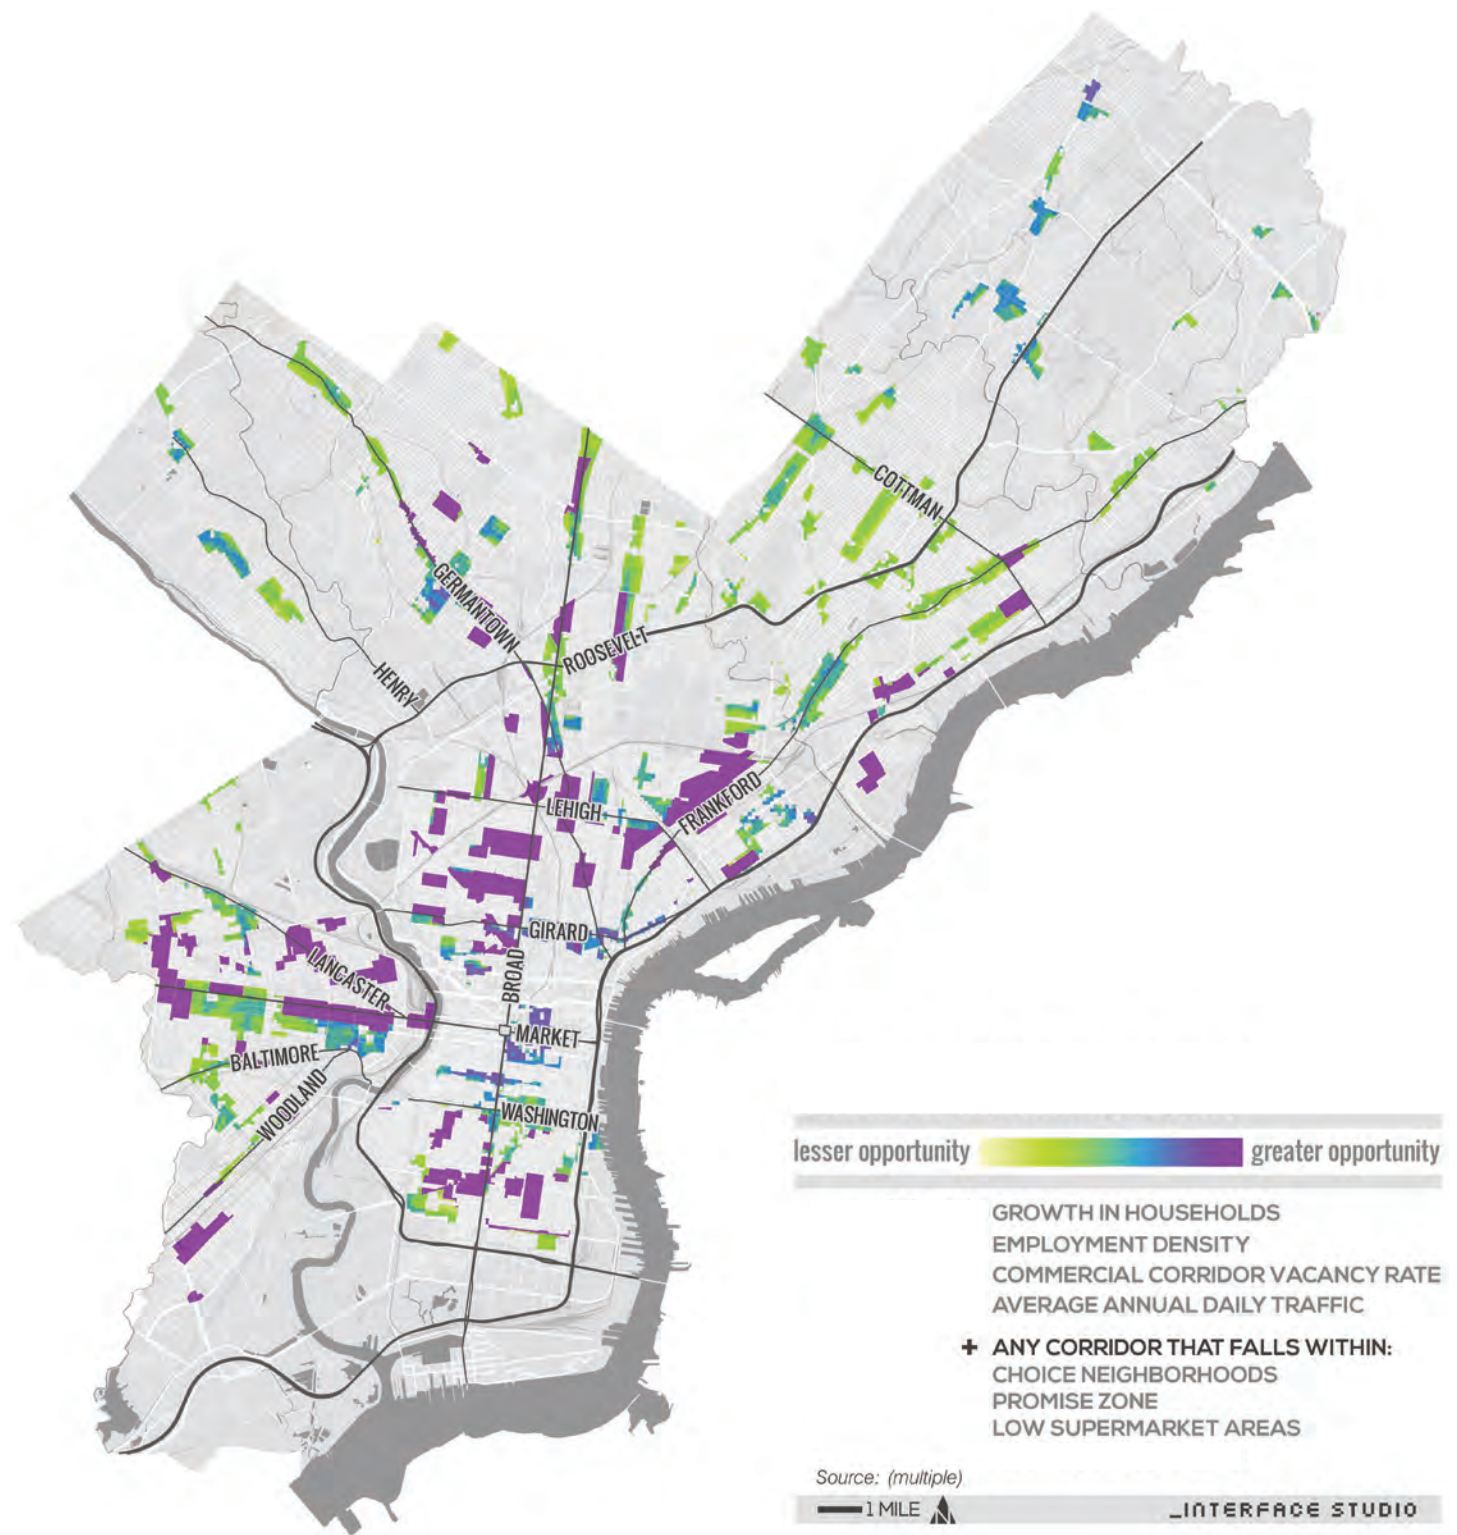 COTTMAN
GERMANTOWN
ROOSEVELT
HENRY
LEHIGH
FRANKFORD
GIRARD
LANCASTER
BROAD
MARKET
BALTIMORE
WOODLAND
WASHINGTON
lesser opportunity greater opportunity
GROWTH IN HOUSEHOLDS
EMPLOYMENT DENSITY
COMMERCIAL CORRIDOR VACANCY RATE
AVERAGE ANNUAL DAILY TRAFFIC
+ ANY CORRIDOR THAT FALLS WITHIN:
CHOICE NEIGHBORHOODS
PROMISE ZONE
LOW SUPERMARKET AREAS
Source: (multiple)
1 MILE _INTERFACE STUDIO